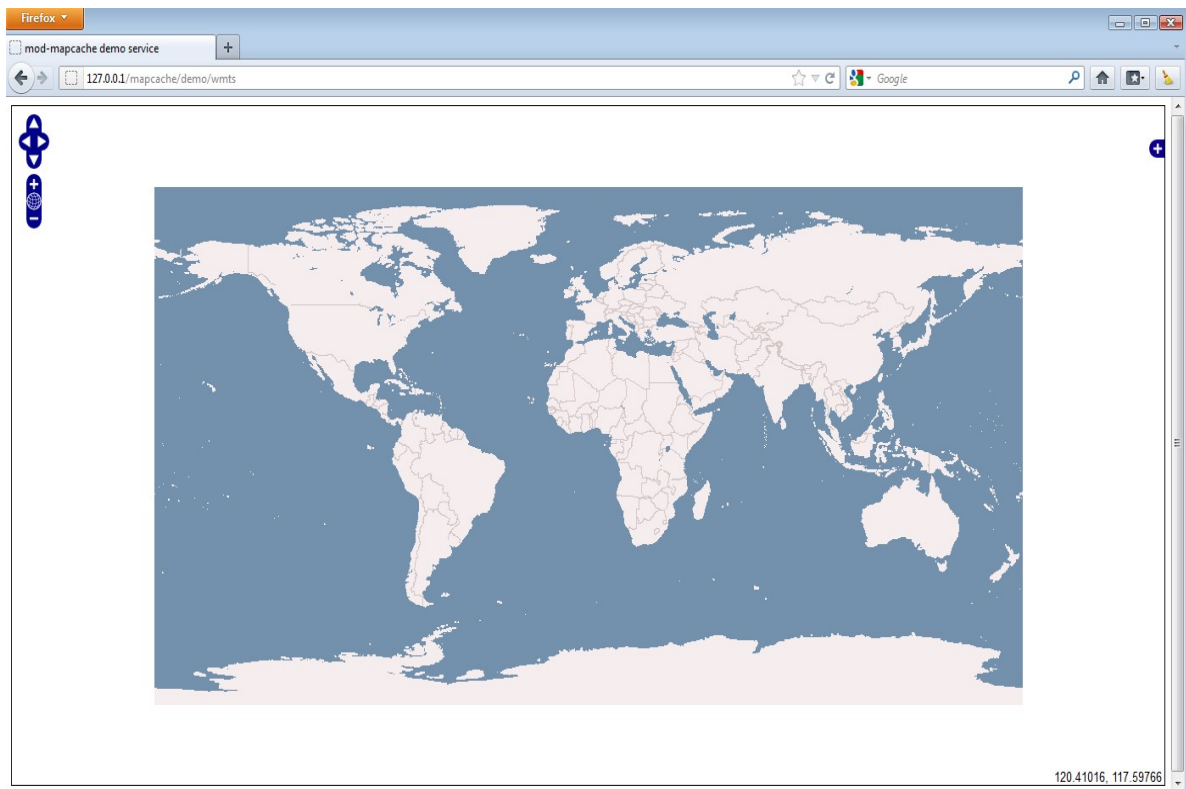 Firefox
mod-mapcache demo service
127.0.0.1/mapcache/demo/wmts
Google
120.41016, 117.59766